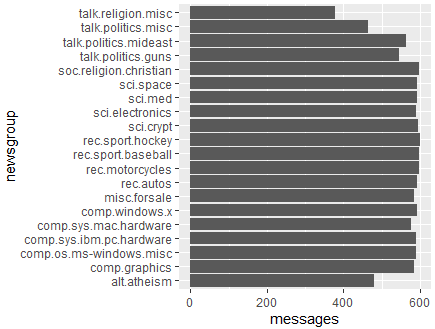 talk.religion.misc
talk.politics.misc
talk.politics.mideast
talk.politics.guns
soc.religion.christian
sci.space
sci.med
sci.electronics
sci.crypt
rec.sport.hockey
rec.sport.baseball
rec.motorcycles
rec.autos
misc.forsale
comp.windows.x
comp.sys.mac.hardware
comp.sys.ibm.pc.hardware
comp.os.ms-windows.misc
comp.graphics
alt.atheism
newsgroup
0 200 400 600
messages